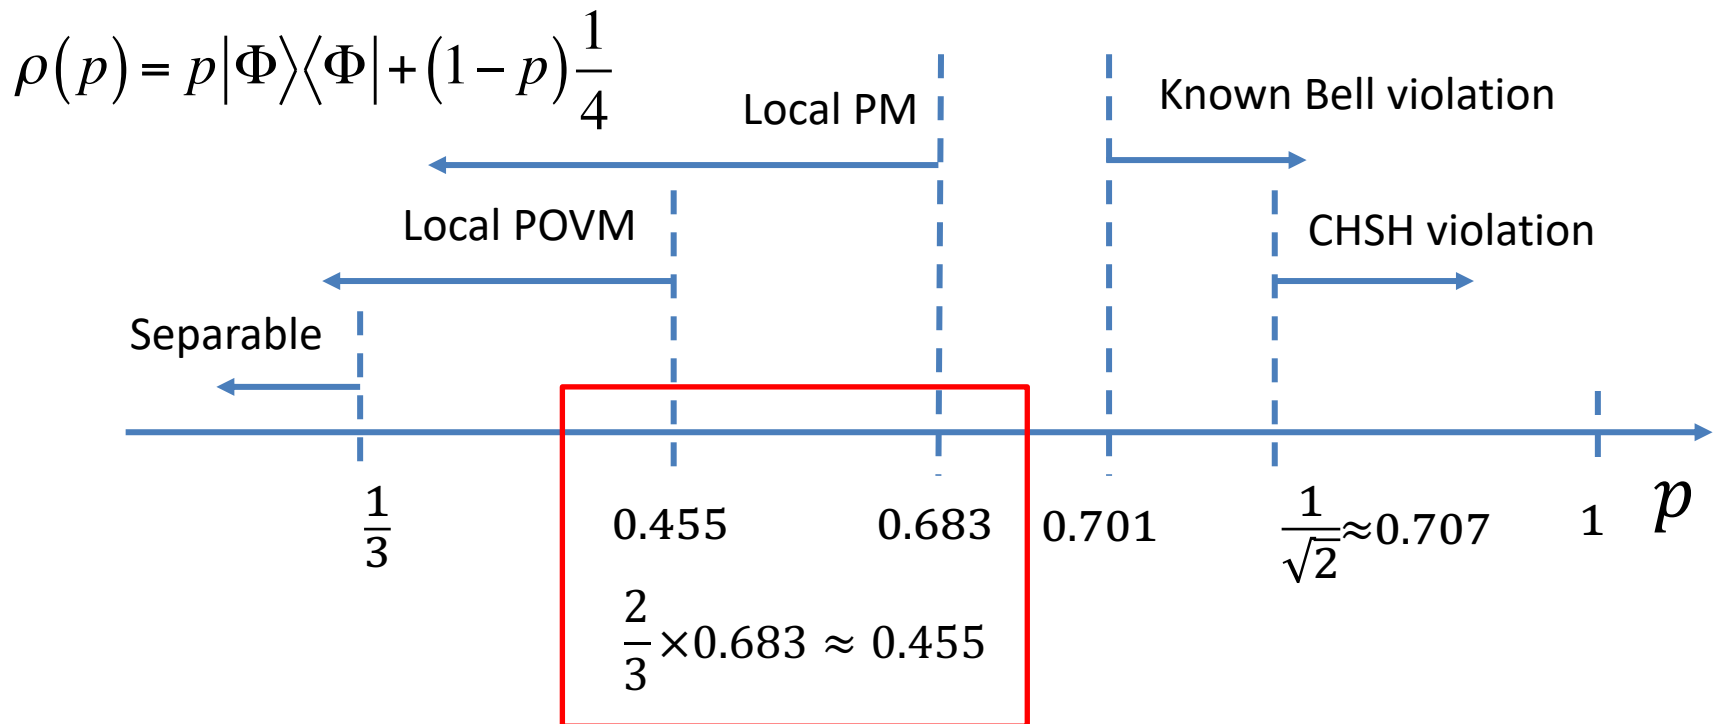 ρ(p) = p|Φ⟩⟨Φ| + (1 − p) 1/4
Local PM
Known Bell violation
Local POVM
CHSH violation
Separable
1/3
0.455
0.683
0.701
1/√2 ≈0.707
1
p
2/3 ×0.683 ≈ 0.455